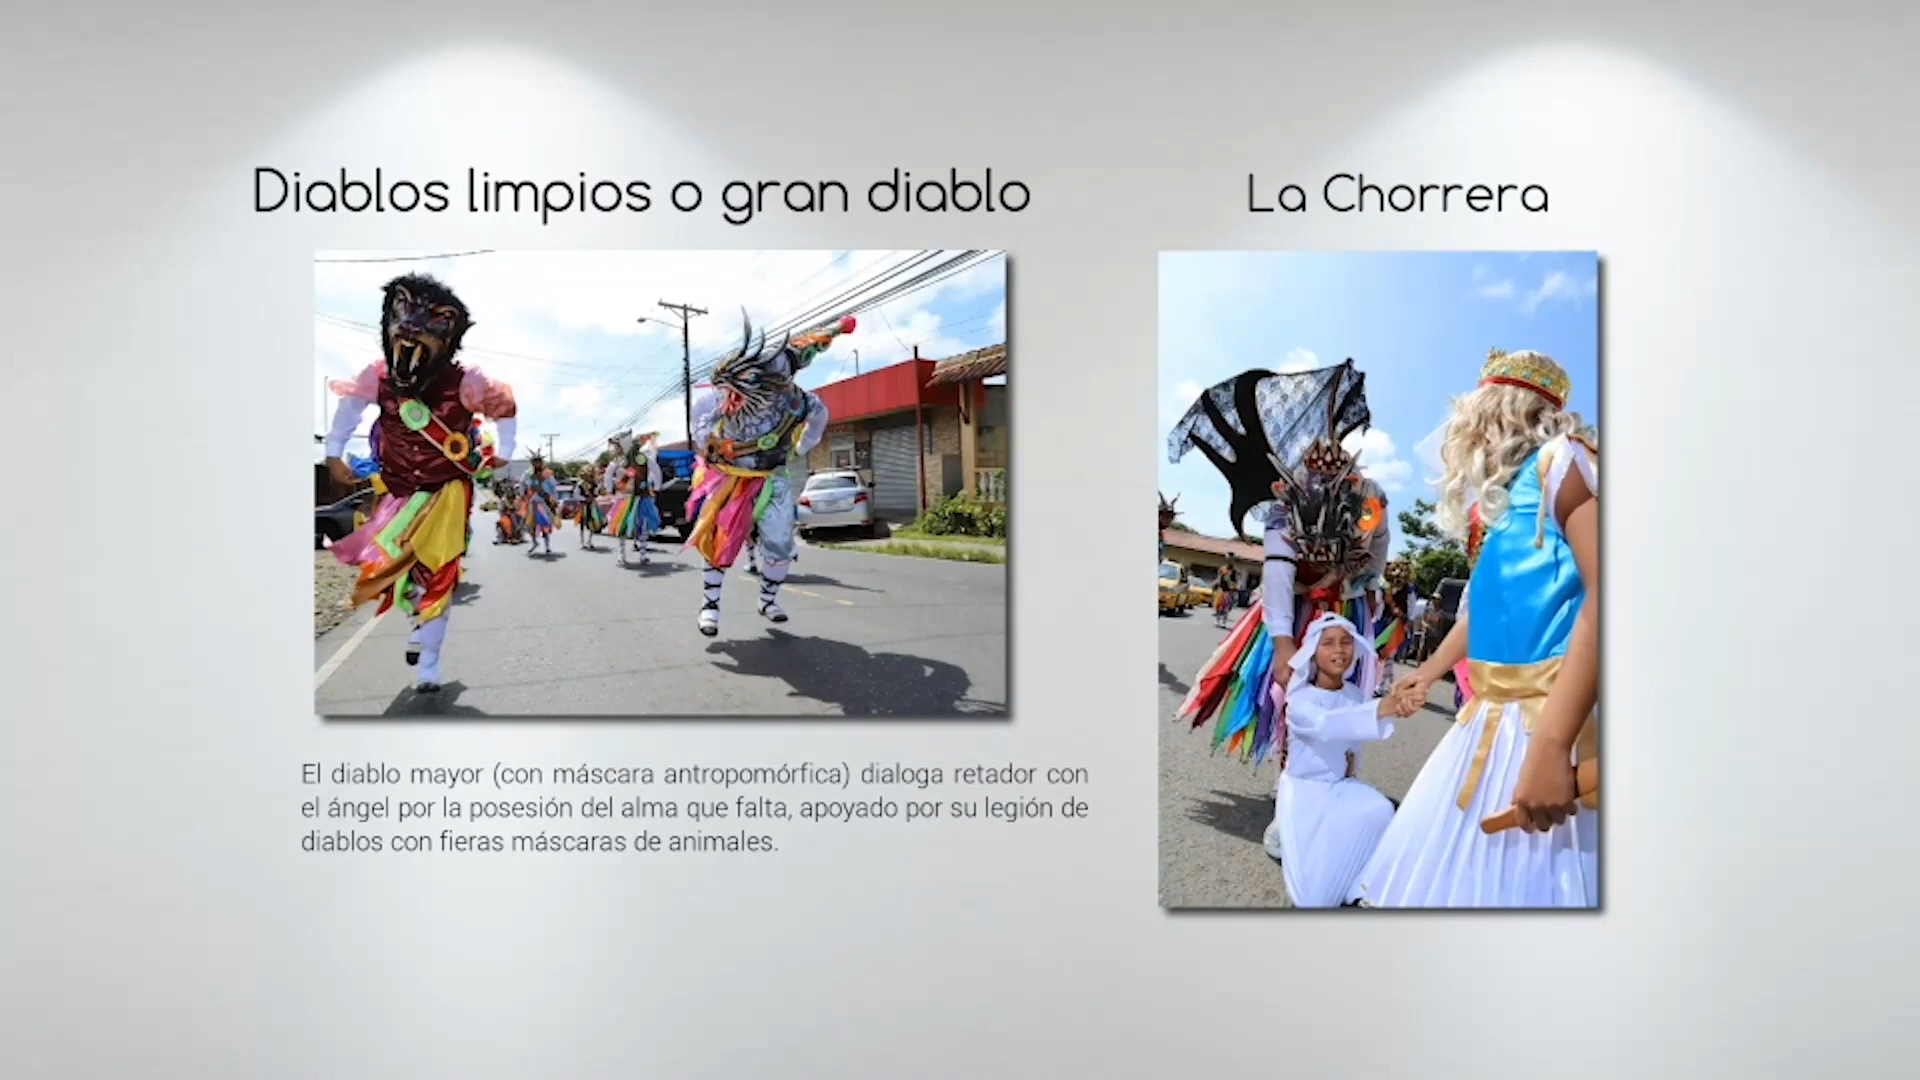 Diablos limpios o gran diablo
La Chorrera
El diablo mayor (con máscara antropomórfica) dialoga retador con
el ángel por la posesión del alma que falta, apoyado por su legión de
diablos con fieras máscaras de animales.